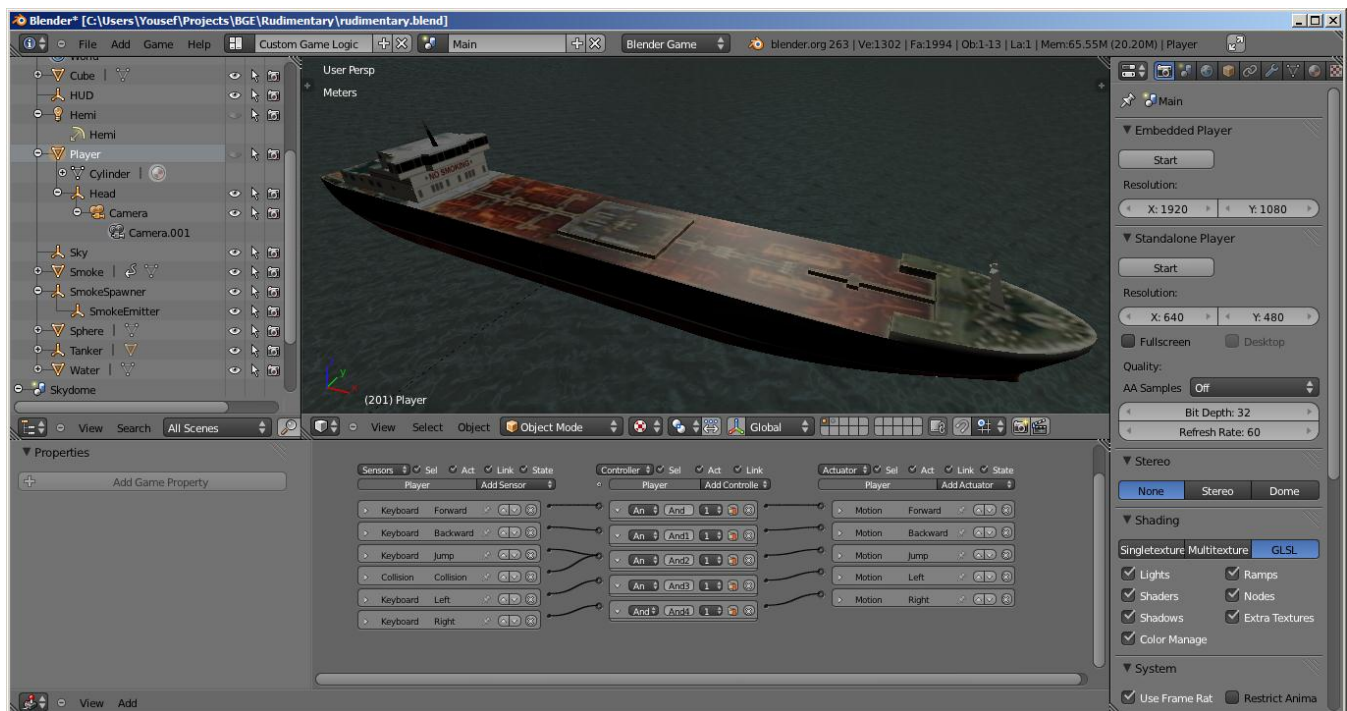 Blender* [C:\Users\Yousef\Projects\BGE\Rudimentary\rudimentary.blend]
File Add Game Help Custom Game Logic Main Blender Game blender.org 263 | Ve:1302 | Fa:1994 | Ob:1-13 | La:1 | Mem:65.55M (20.20M) | Player
World
Cube
HUD
Hemi
Hemi
Player
Cylinder
Head
Camera
Camera.001
Sky
Smoke
SmokeSpawner
SmokeEmitter
Sphere
Tanker
Water
Skydome
View Search All Scenes
User Persp
Meters
NO SMOKING
z
y
x
(201) Player
View Select Object Object Mode Global
Main
Embedded Player
Start
Resolution:
X: 1920 Y: 1080
Standalone Player
Start
Resolution:
X: 640 Y: 480
Fullscreen Desktop
Quality:
AA Samples Off
Bit Depth: 32
Refresh Rate: 60
Stereo
None Stereo Dome
Shading
Singletexture Multitexture GLSL
Lights Ramps
Shaders Nodes
Shadows Extra Textures
Color Manage
System
Use Frame Rat Restrict Anima
Properties
Add Game Property
View Add
Sensors Sel Act Link State
Player Add Sensor
Keyboard Forward
Keyboard Backward
Keyboard Jump
Collision Collision
Keyboard Left
Keyboard Right
Controller Sel Act Link
Player Add Controlle
An And 1
An And1 1
An And2 1
An And3 1
And And4 1
Actuator Sel Act Link State
Player Add Actuator
Motion Forward
Motion Backward
Motion Jump
Motion Left
Motion Right